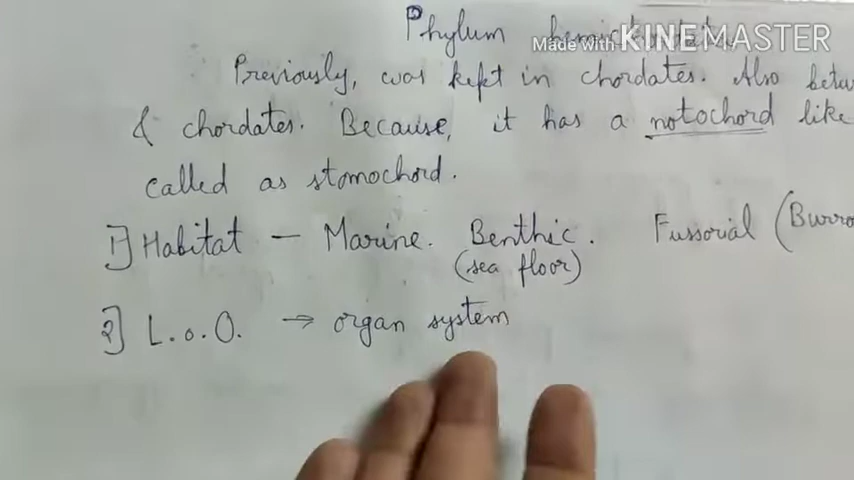 Phylum
Made with KINEMASTER
Previously, was kept in chordates. Also
& chordates. Because, it has a notochord like
called as stomochord.
1] Habitat — Marine. Benthic. Fussorial (Burro
(sea floor)
2] L.o.O. → organ system